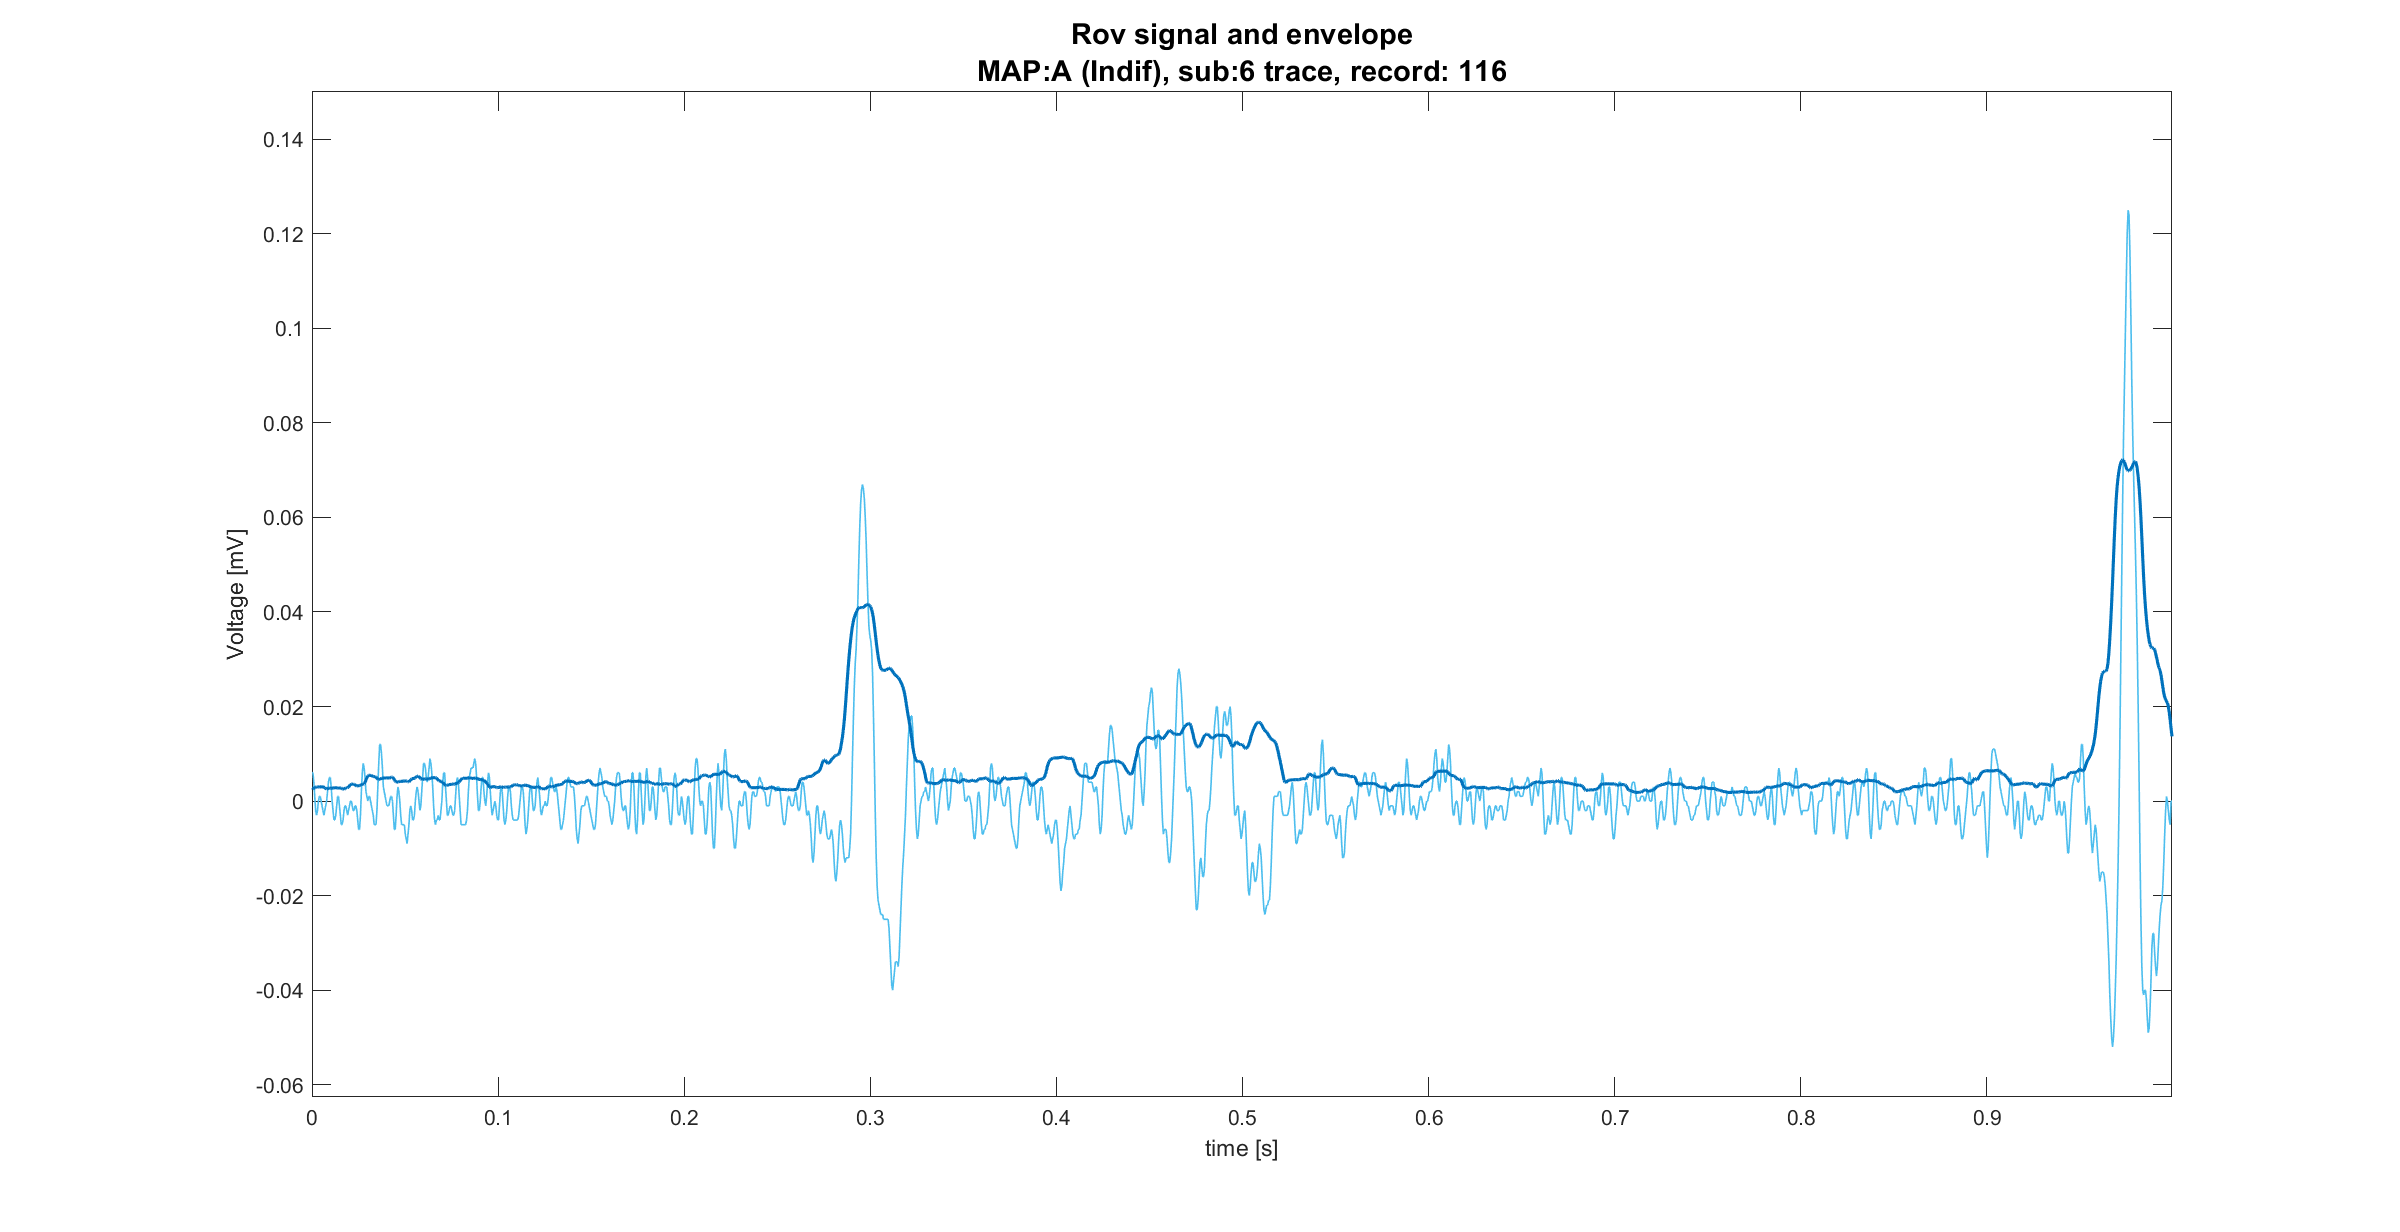 Rov signal and envelope
MAP:A (Indif), sub:6 trace, record: 116
0.14
0.12
0.1
0.08
0.06
0.04
0.02
0
-0.02
-0.04
-0.06
Voltage [mV]
0 0.1 0.2 0.3 0.4 0.5 0.6 0.7 0.8 0.9
time [s]